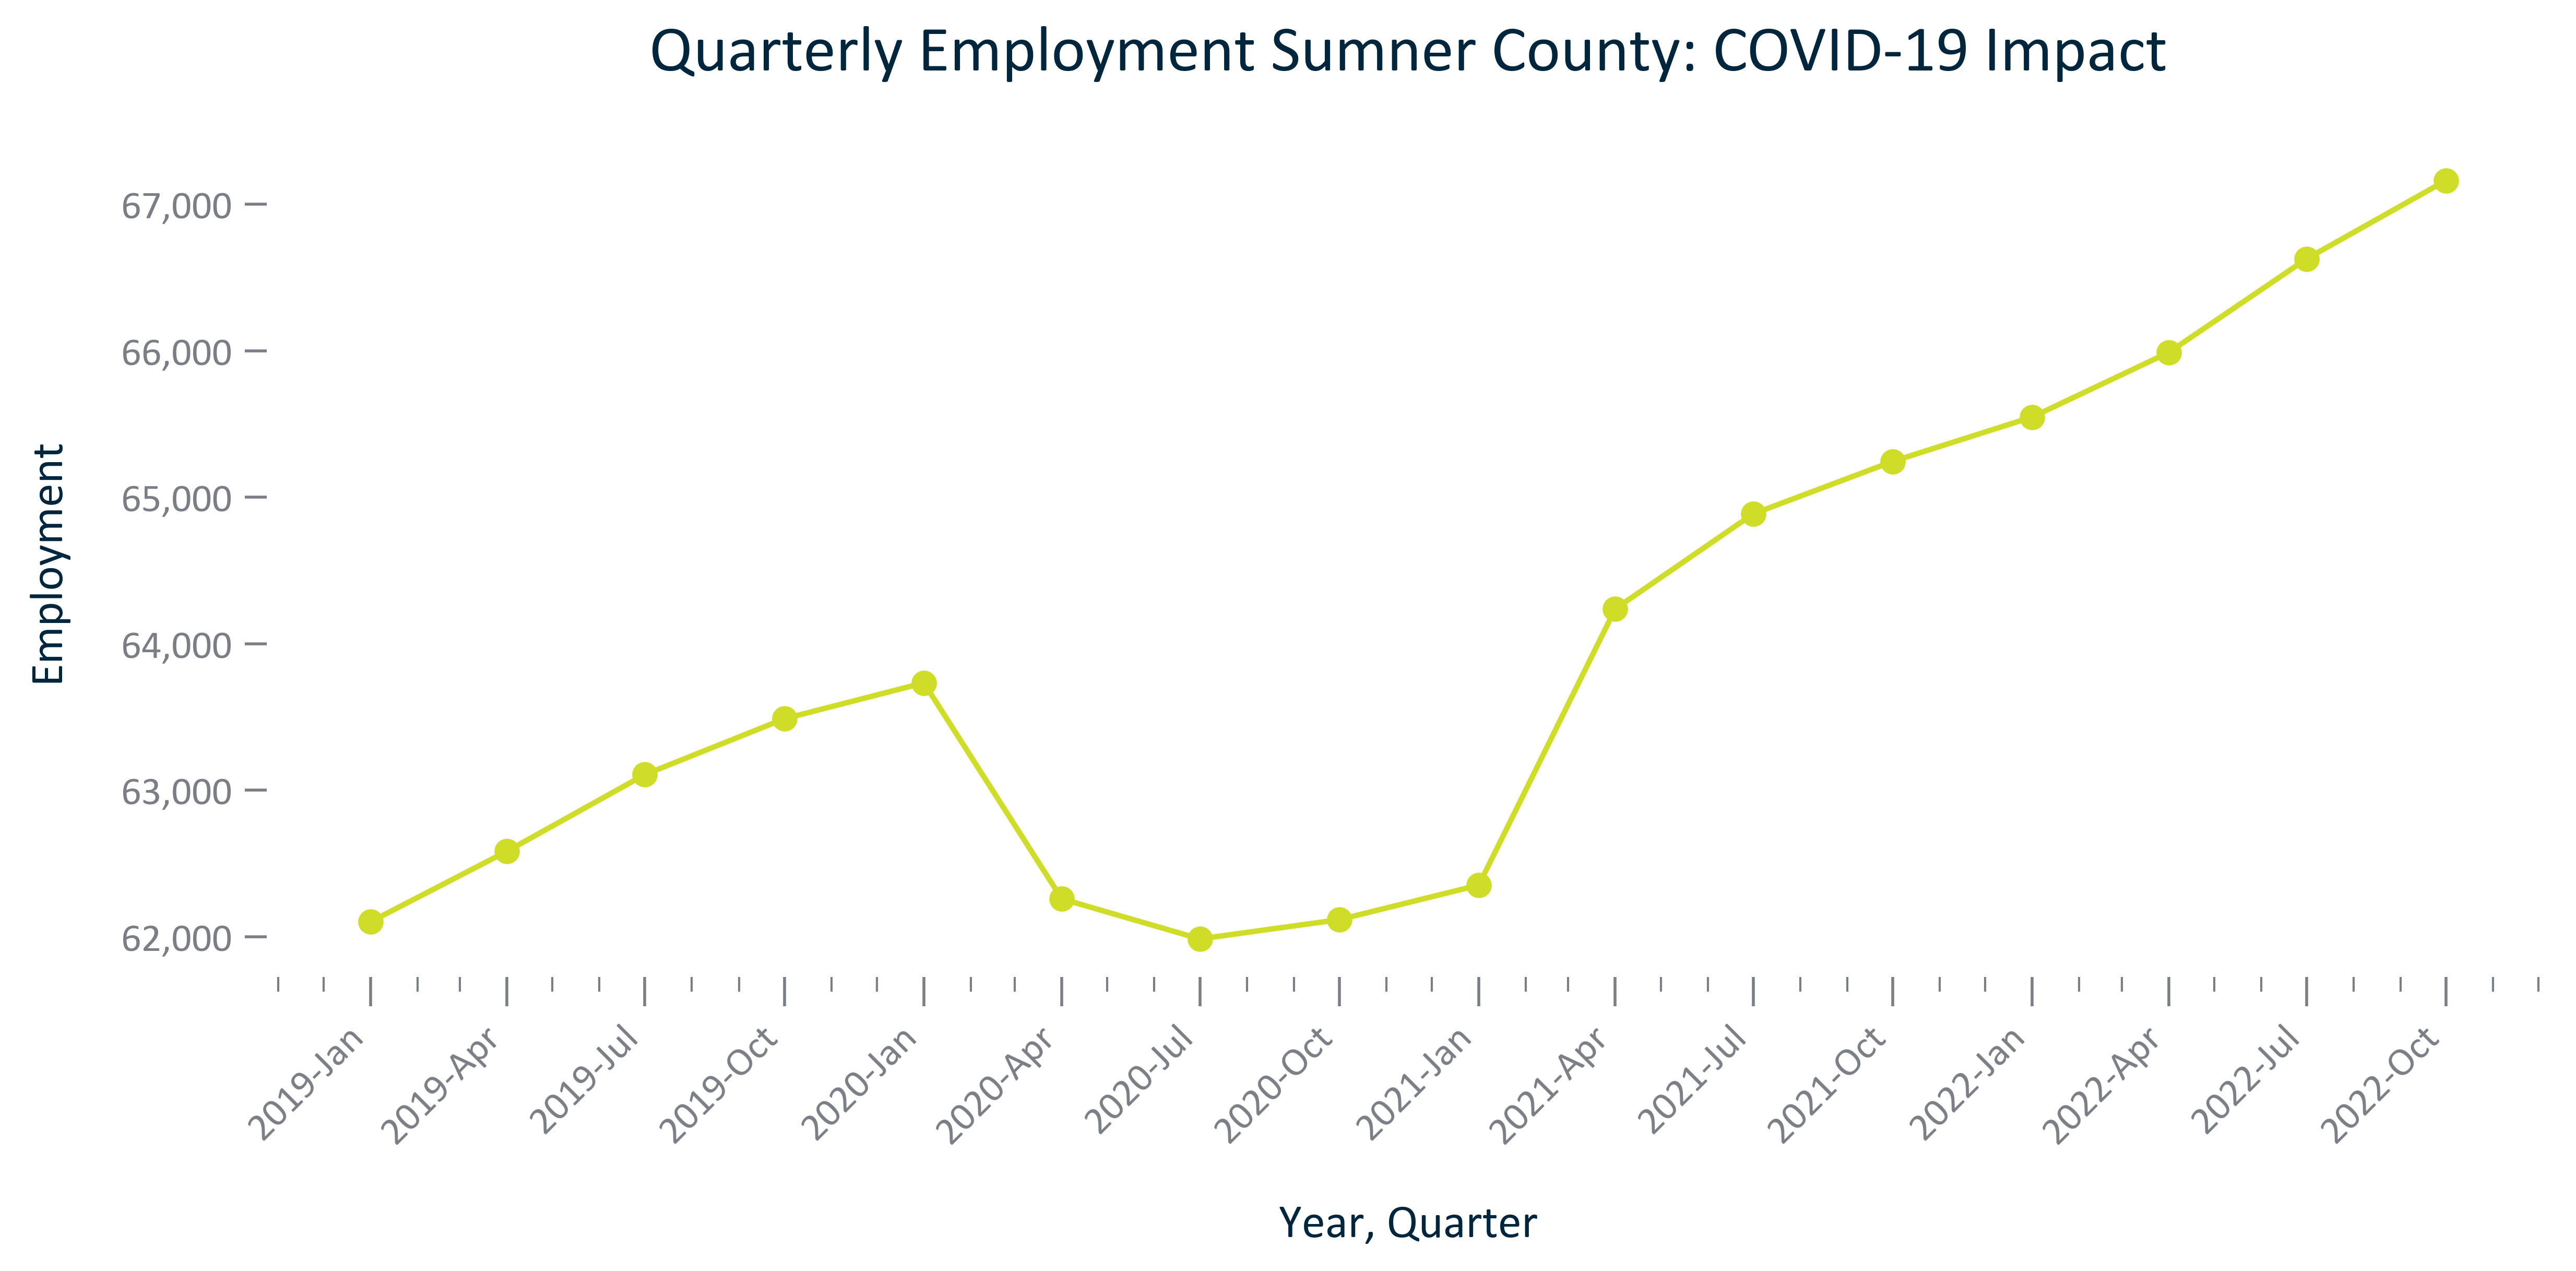 Quarterly Employment Sumner County: COVID-19 Impact
67,000
66,000
65,000
64,000
63,000
62,000
Employment
2019-Jan
2019-Apr
2019-Jul
2019-Oct
2020-Jan
2020-Apr
2020-Jul
2020-Oct
2021-Jan
2021-Apr
2021-Jul
2021-Oct
2022-Jan
2022-Apr
2022-Jul
2022-Oct
Year, Quarter